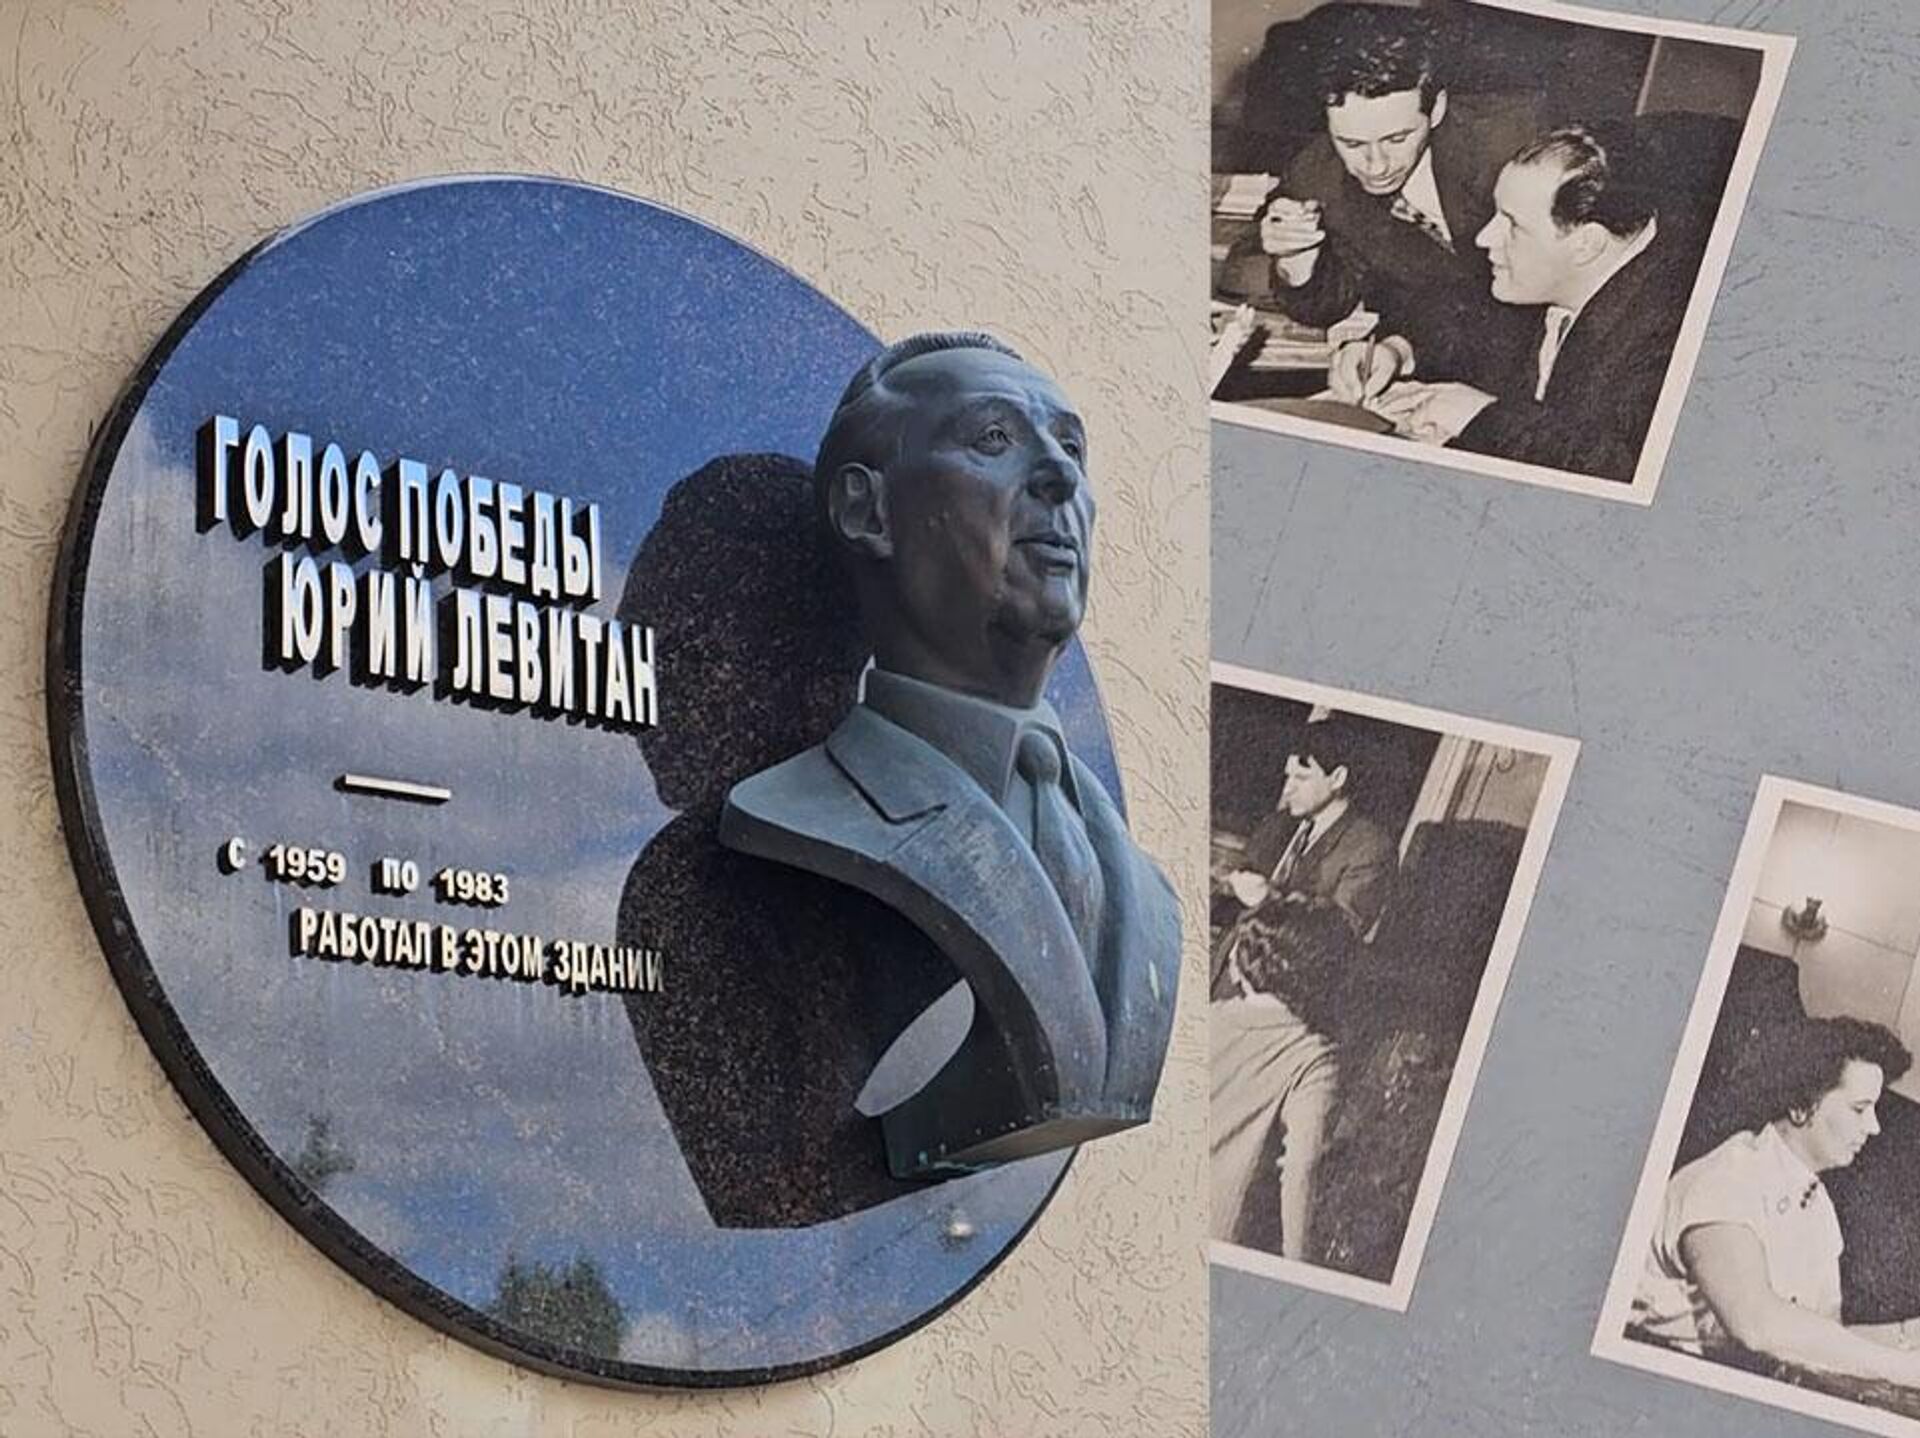 ГОЛОС ПОБЕДЫ
ЮРИЙ ЛЕВИТАН
С 1959 ПО 1983
РАБОТАЛ В ЭТОМ ЗДАНИИ